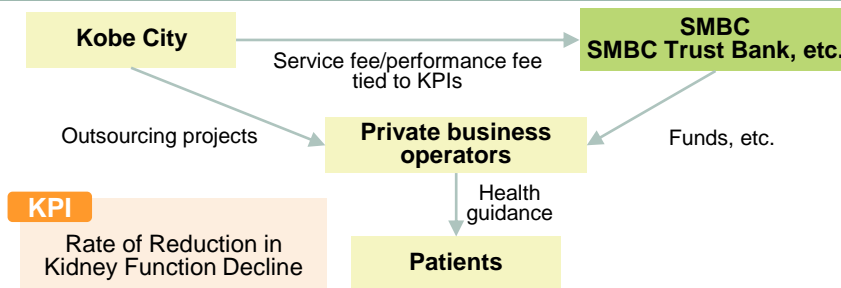 Kobe City
SMBC
SMBC Trust Bank, etc.
Service fee/performance fee
tied to KPIs
Outsourcing projects
Private business
operators
Funds, etc.
Health
guidance
KPI
Rate of Reduction in
Kidney Function Decline
Patients